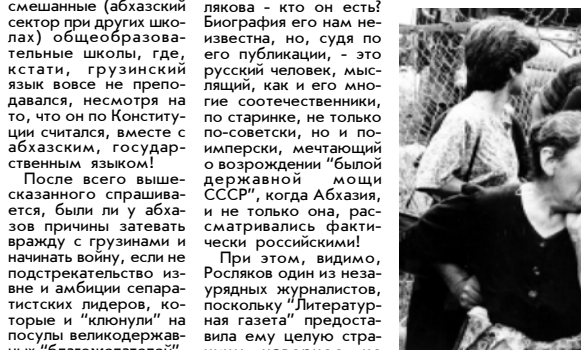 смешанные (абхазский
сектор при других шко-
лах) общеобразова-
тельные школы, где,
кстати, грузинский
язык вовсе не препо-
давался, несмотря на
то, что он по Конститу-
ции считался, вместе с
абхазским, государ-
ственным языком!
После всего выше-
сказанного спрашива-
ется, были ли у абха-
зов причины затевать
вражду с грузинами и
начинать войну, если не
подстрекательство из-
вне и амбиции сепара-
тистских лидеров, ко-
торые и “клюнули” на
посулы великодержав-
ных “благожелателей”.
лякова - кто он есть?
Биография его нам не-
известна, но, судя по
его публикации, - это
русский человек, мыс-
лящий, как и его мно-
гие соотечественники,
по старинке, не только
по-советски, но и по-
имперски, мечтающий
о возрождении “былой
державной мощи
СССР”, когда Абхазия,
и не только она, рас-
сматривались факти-
чески российскими!
При этом, видимо,
Росляков один из неза-
урядных журналистов,
поскольку “Литератур-
ная газета” предоста-
вила ему целую стра-